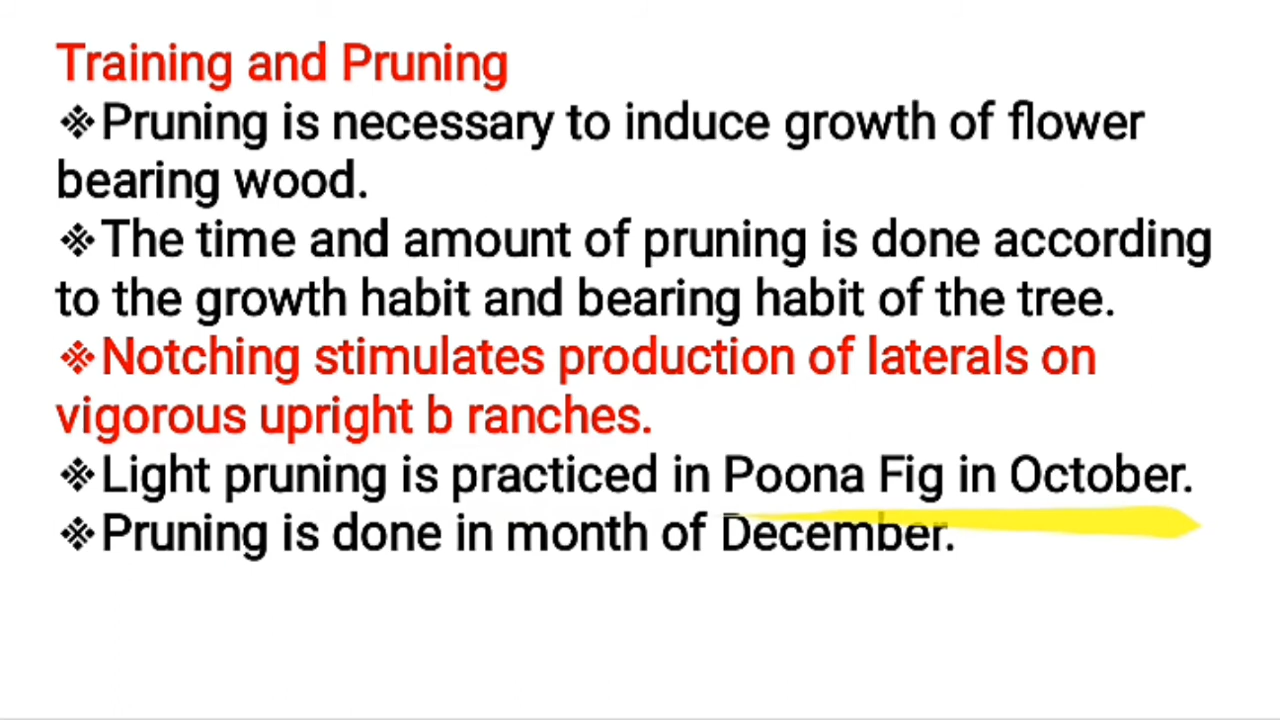 Training and Pruning
❖Pruning is necessary to induce growth of flower
bearing wood.
❖The time and amount of pruning is done according
to the growth habit and bearing habit of the tree.
❖Notching stimulates production of laterals on
vigorous upright b ranches.
❖Light pruning is practiced in Poona Fig in October.
❖Pruning is done in month of December.